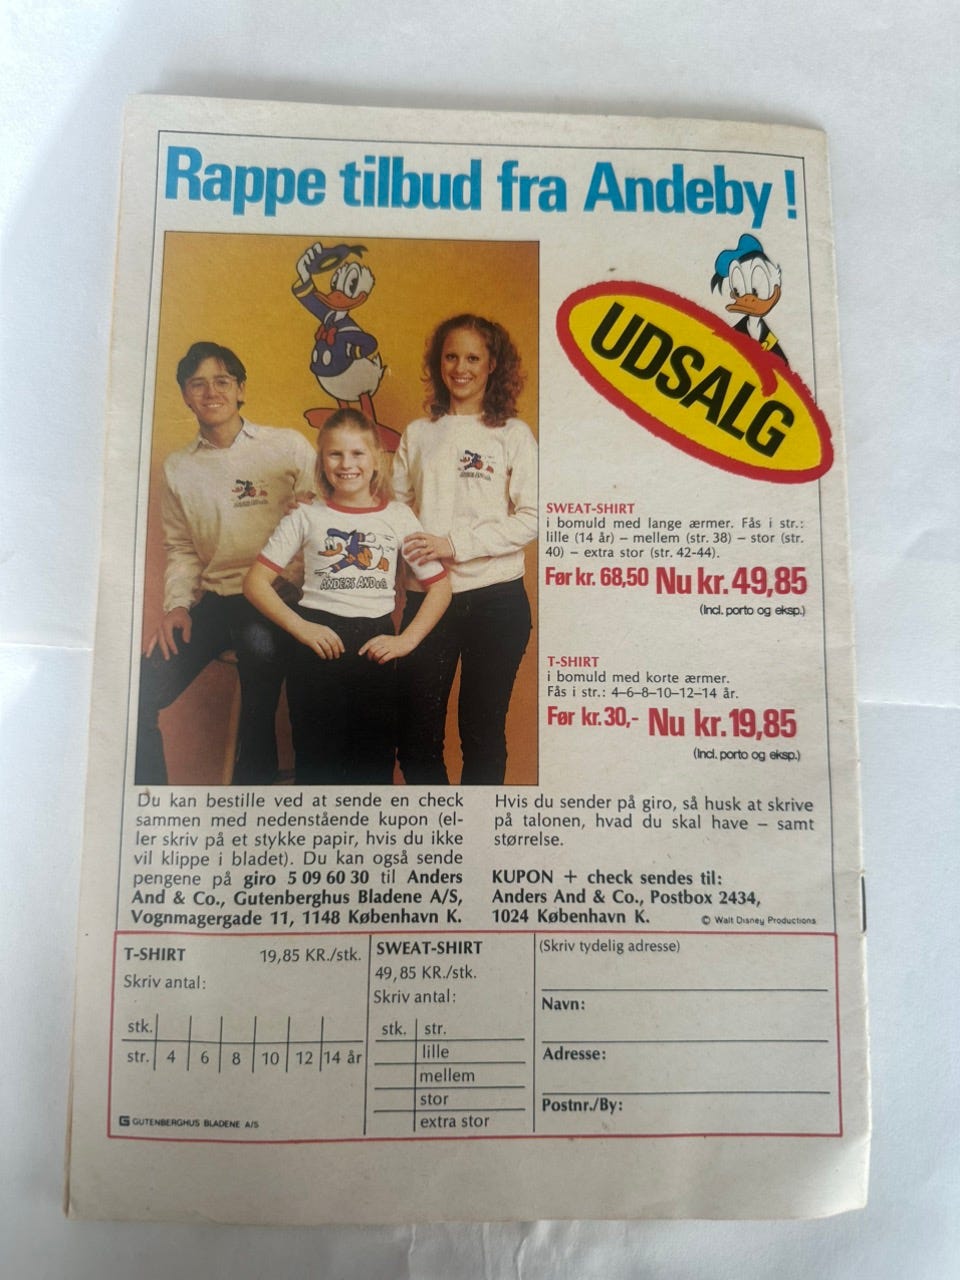 Rappe tilbud fra Andeby !
UDSALG
ANDERS AND & CO.
SWEAT-SHIRT
i bomuld med lange ærmer. Fås i str.:
lille (14 år) – mellem (str. 38) – stor (str.
40) – extra stor (str. 42-44).
Før kr. 68,50 Nu kr. 49,85
(Incl. porto og eksp.)
T-SHIRT
i bomuld med korte ærmer.
Fås i str.: 4–6–8–10–12–14 år.
Før kr. 30,- Nu kr. 19,85
(Incl. porto og eksp.)
Du kan bestille ved at sende en check
sammen med nedenstående kupon (el-
ler skriv på et stykke papir, hvis du ikke
vil klippe i bladet). Du kan også sende
pengene på giro 5 09 60 30 til Anders
And & Co., Gutenberghus Bladene A/S,
Vognmagergade 11, 1148 København K.
Hvis du sender på giro, så husk at skrive
på talonen, hvad du skal have – samt
størrelse.
KUPON + check sendes til:
Anders And & Co., Postbox 2434,
1024 København K.
© Walt Disney Productions
T-SHIRT 19,85 KR./stk.
Skriv antal:
stk.
str. 4 6 8 10 12 14 år
GUTENBERGHUS BLADENE A/S
SWEAT-SHIRT
49,85 KR./stk.
Skriv antal:
stk. str.
lille
mellem
stor
extra stor
(Skriv tydelig adresse)
Navn:
Adresse:
Postnr./By: